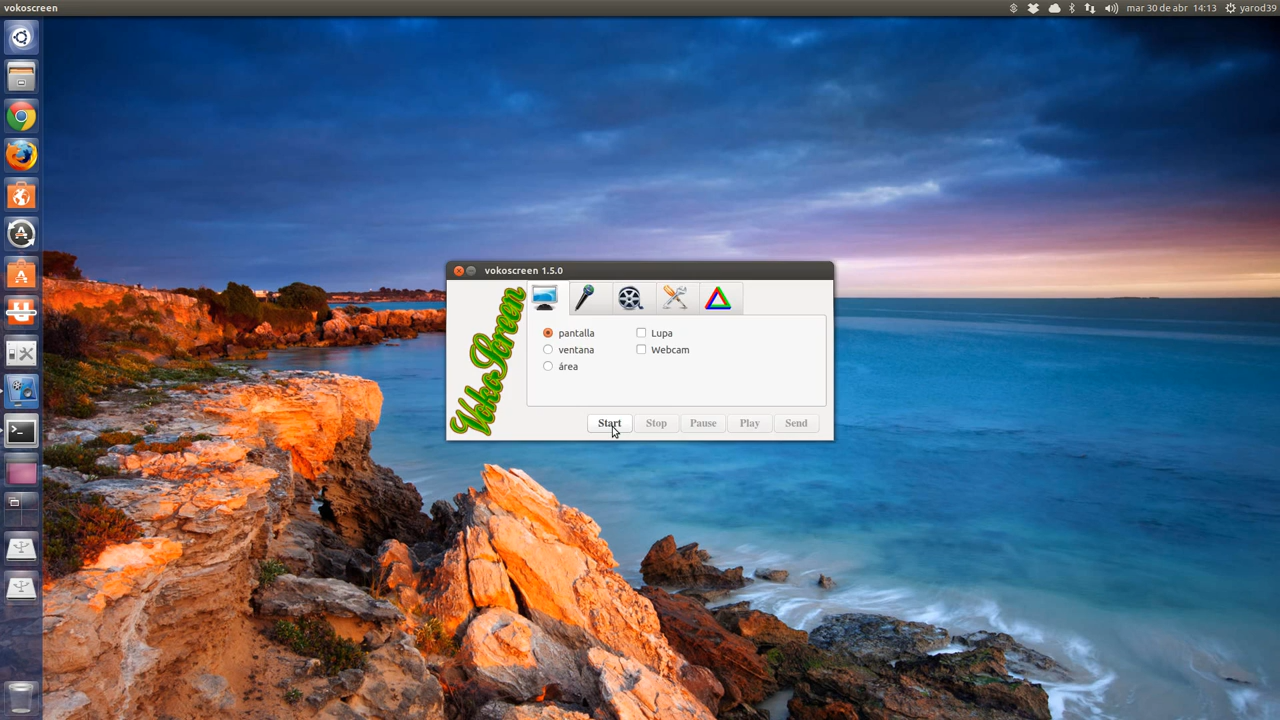 vokoscreen
mar 30 de abr 14:13 yarod39
vokoscreen 1.5.0
VokoScreen
pantalla
Lupa
ventana
Webcam
área
Start Stop Pause Play Send